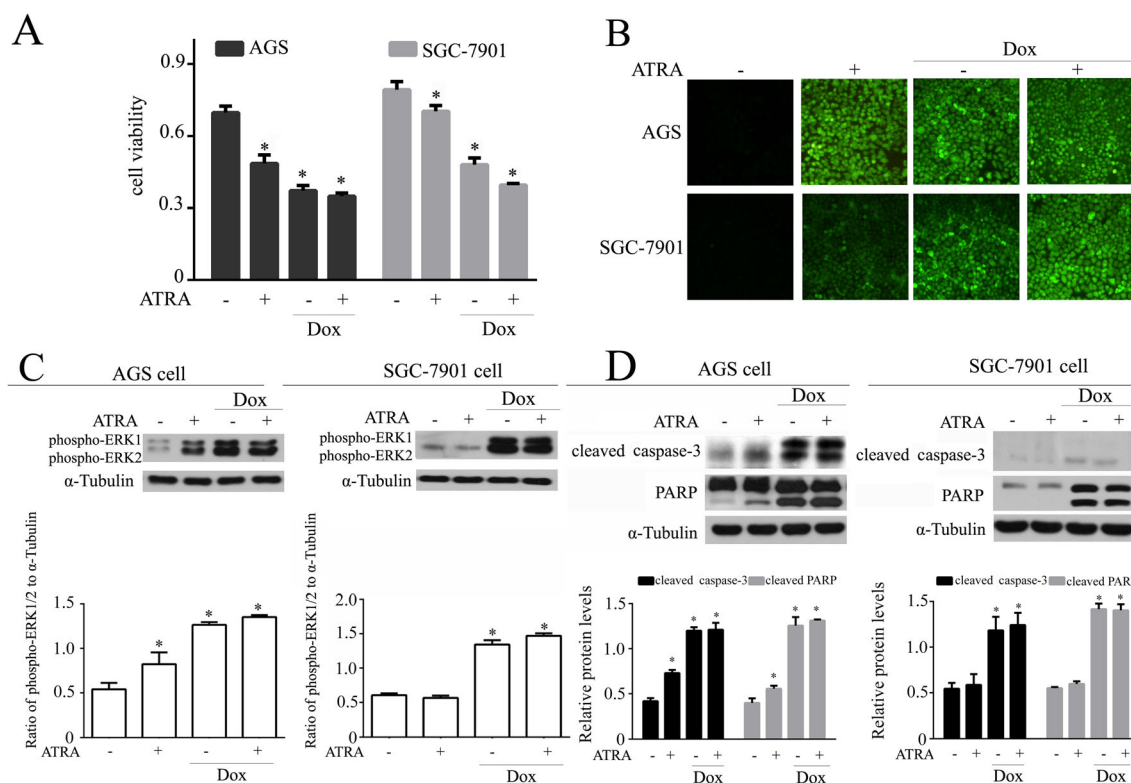 A
AGS
SGC-7901
0.9
0.6
0.3
0
cell viability
* * * * * *
ATRA - + - + - + - +
Dox Dox
B
Dox
ATRA - + - +
AGS
SGC-7901
C
AGS cell
Dox
ATRA - + - +
phospho-ERK1
phospho-ERK2
α-Tubulin
Ratio of phospho-ERK1/2 to α-Tubulin
1.5
1.0
0.5
0
* * *
ATRA - + - +
Dox
SGC-7901 cell
Dox
ATRA - + - +
phospho-ERK1
phospho-ERK2
α-Tubulin
Ratio of phospho-ERK1/2 to α-Tubulin
2.0
1.5
1.0
0.5
0
* *
ATRA - + - +
Dox
D
AGS cell
Dox
ATRA - + - +
cleaved caspase-3
PARP
α-Tubulin
cleaved caspase-3 cleaved PARP
Relative protein levels
1.5
1.0
0.5
0
* * * * * *
ATRA - + - + - + - +
Dox Dox
SGC-7901 cell
Dox
ATRA - + - +
cleaved caspase-3
PARP
α-Tubulin
cleaved caspase-3 cleaved PAR
Relative protein levels
1.5
1.0
0.5
0
* * * *
ATRA - + - + - + - +
Dox Dox